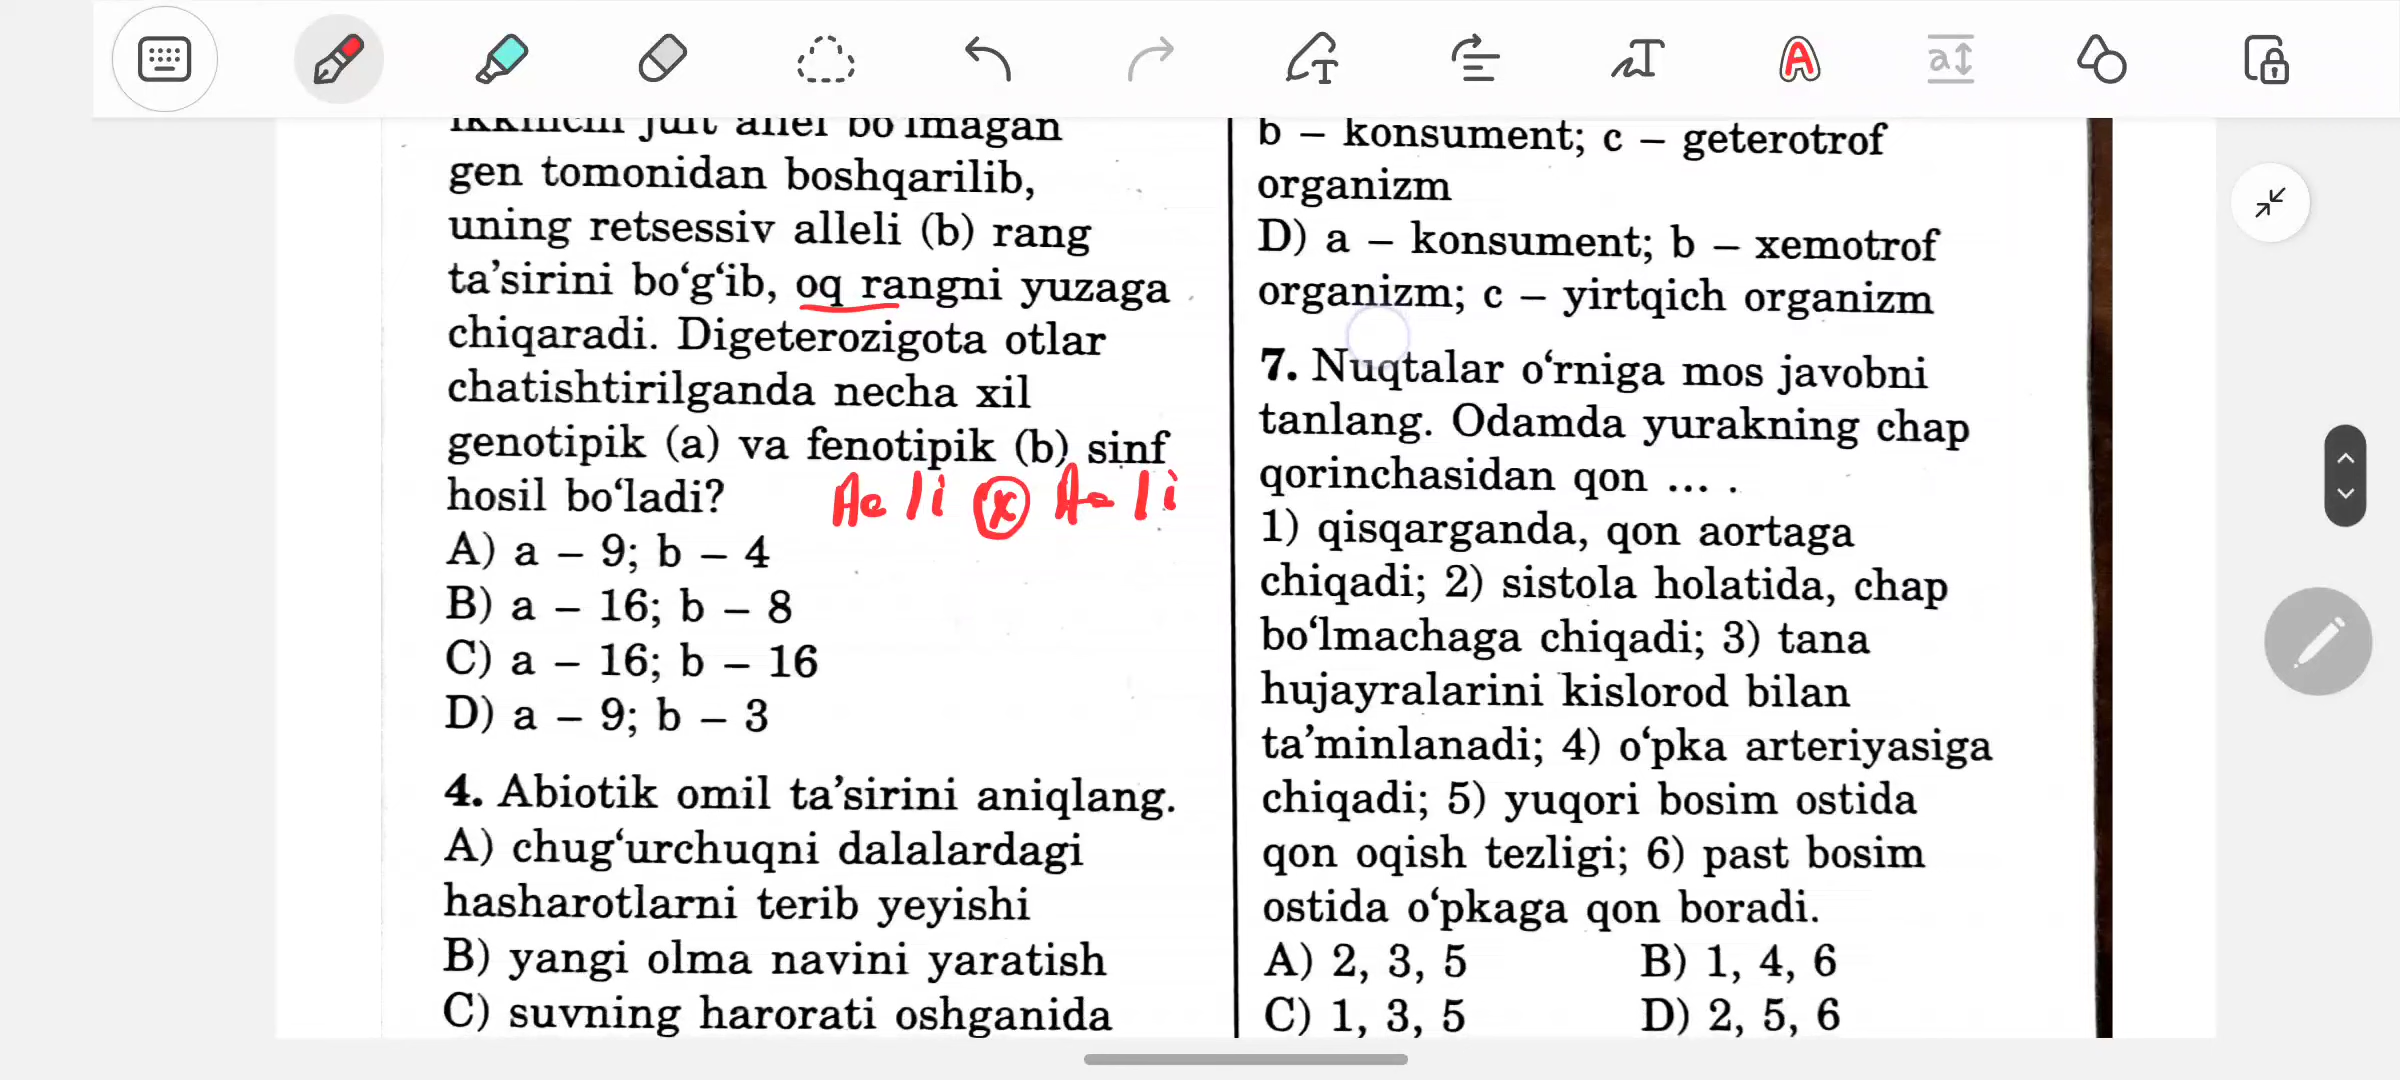 ikkinchi juft allel bo‘lmagan
gen tomonidan boshqarilib,
uning retsessiv alleli (b) rang
ta’sirini bo‘g‘ib, oq rangni yuzaga
chiqaradi. Digeterozigota otlar
chatishtirilganda necha xil
genotipik (a) va fenotipik (b) sinf
hosil bo‘ladi?
A) a – 9; b – 4
B) a – 16; b – 8
C) a – 16; b – 16
D) a – 9; b – 3
4. Abiotik omil ta’sirini aniqlang.
A) chug‘urchuqni dalalardagi
hasharotlarni terib yeyishi
B) yangi olma navini yaratish
C) suvning harorati oshganida
b – konsument; c – geterotrof
organizm
D) a – konsument; b – xemotrof
organizm; c – yirtqich organizm
7. Nuqtalar o‘rniga mos javobni
tanlang. Odamda yurakning chap
qorinchasidan qon ... .
1) qisqarganda, qon aortaga
chiqadi; 2) sistola holatida, chap
bo‘lmachaga chiqadi; 3) tana
hujayralarini kislorod bilan
ta’minlanadi; 4) o‘pka arteriyasiga
chiqadi; 5) yuqori bosim ostida
qon oqish tezligi; 6) past bosim
ostida o‘pkaga qon boradi.
A) 2, 3, 5 B) 1, 4, 6
C) 1, 3, 5 D) 2, 5, 6